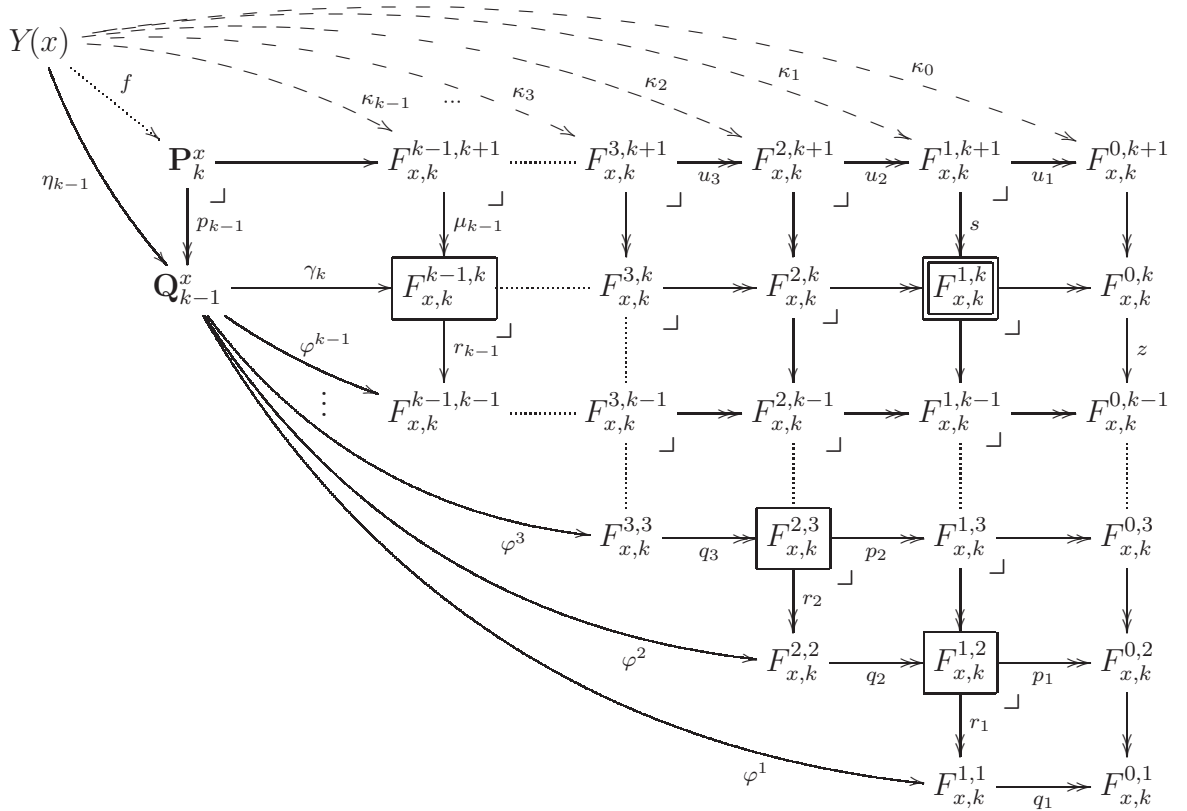 Y(x)
κ_0
κ_1
κ_2
κ_3
...
κ_{k−1}
f
η_{k−1}
𝐏^x_k F^{k−1,k+1}_{x,k} F^{3,k+1}_{x,k} u_3 F^{2,k+1}_{x,k} u_2 F^{1,k+1}_{x,k} u_1 F^{0,k+1}_{x,k}
p_{k−1} μ_{k−1} s
𝐐^x_{k−1} γ_k F^{k−1,k}_{x,k} F^{3,k}_{x,k} F^{2,k}_{x,k} F^{1,k}_{x,k} F^{0,k}_{x,k}
φ^{k−1} r_{k−1} z
⋮ F^{k−1,k−1}_{x,k} F^{3,k−1}_{x,k} F^{2,k−1}_{x,k} F^{1,k−1}_{x,k} F^{0,k−1}_{x,k}
φ^3 F^{3,3}_{x,k} q_3 F^{2,3}_{x,k} p_2 F^{1,3}_{x,k} F^{0,3}_{x,k}
r_2
φ^2 F^{2,2}_{x,k} q_2 F^{1,2}_{x,k} p_1 F^{0,2}_{x,k}
r_1
φ^1 F^{1,1}_{x,k} q_1 F^{0,1}_{x,k}